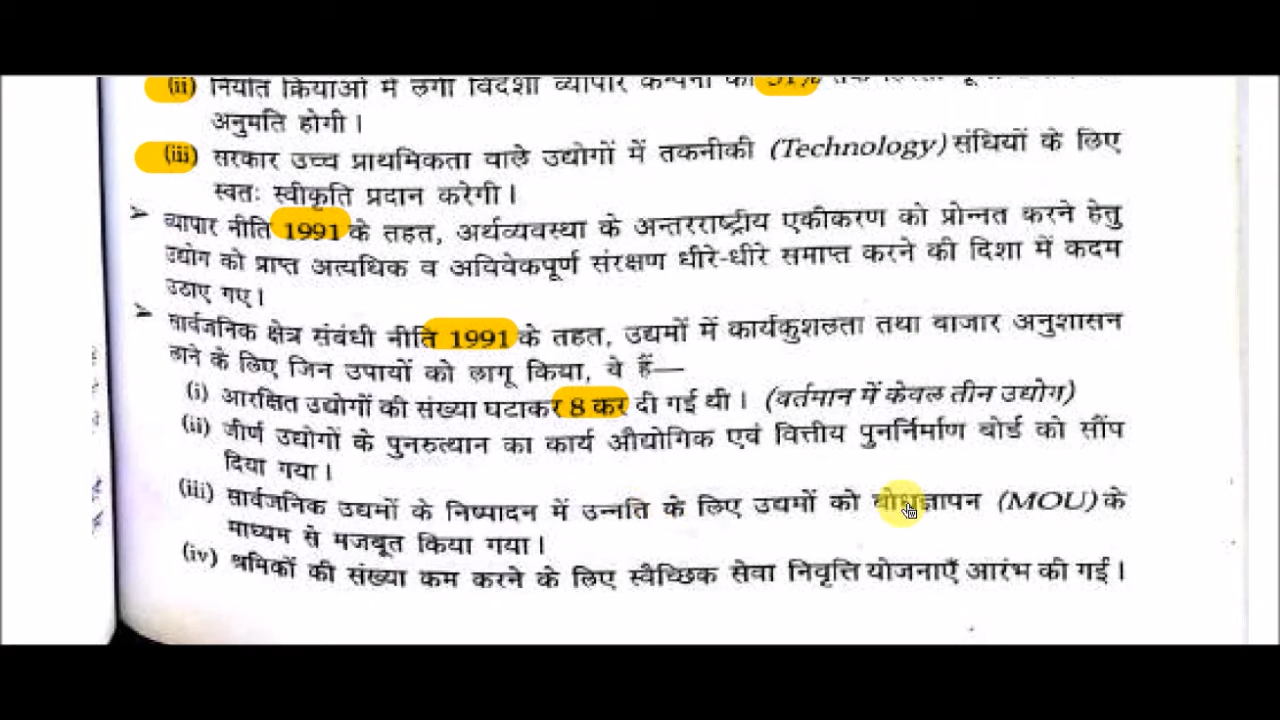 (ii) निर्यात क्रियाओं में लगी विदेशी व्यापार कम्पनी को 51% तक
अनुमति होगी।
(iii) सरकार उच्च प्राथमिकता वाले उद्योगों में तकनीकी (Technology) संधियों के लिए
स्वतः स्वीकृति प्रदान करेगी।
➢ व्यापार नीति 1991 के तहत, अर्थव्यवस्था के अन्तरराष्ट्रीय एकीकरण को प्रोन्नत करने हेतु
उद्योग को प्राप्त अत्यधिक व अविवेकपूर्ण संरक्षण धीरे-धीरे समाप्त करने की दिशा में कदम
उठाए गए।
➢ सार्वजनिक क्षेत्र संबंधी नीति 1991 के तहत, उद्यमों में कार्यकुशलता तथा बाजार अनुशासन
लाने के लिए जिन उपायों को लागू किया, वे हैं—
(i) आरक्षित उद्योगों की संख्या घटाकर 8 कर दी गई थी। (वर्तमान में केवल तीन उद्योग)
(ii) जीर्ण उद्योगों के पुनरुत्थान का कार्य औद्योगिक एवं वित्तीय पुनर्निर्माण बोर्ड को सौंप
दिया गया।
(iii) सार्वजनिक उद्यमों के निष्पादन में उन्नति के लिए उद्यमों को बोधज्ञापन (MOU) के
माध्यम से मजबूत किया गया।
(iv) श्रमिकों की संख्या कम करने के लिए स्वैच्छिक सेवा निवृत्ति योजनाएँ आरंभ की गई।